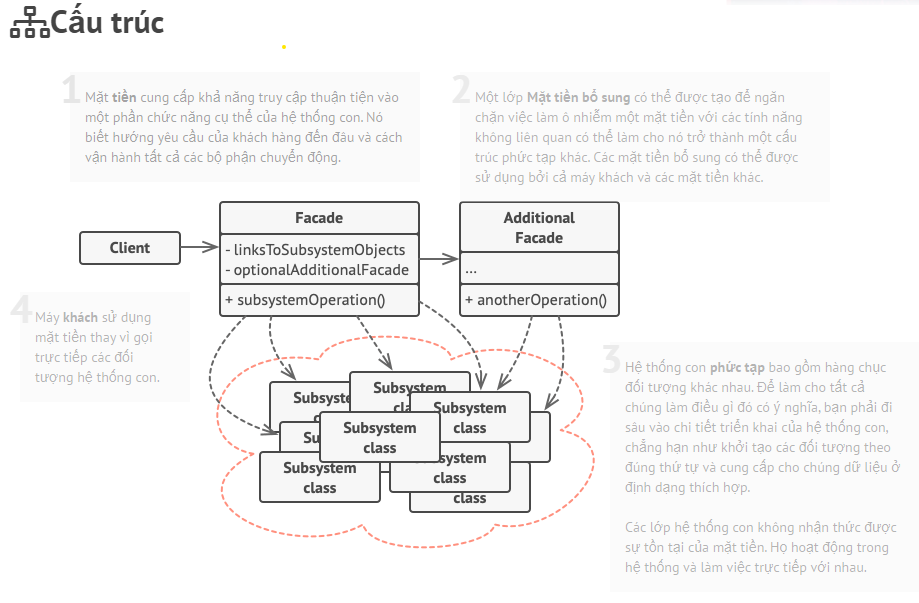 Cấu trúc
1
Mặt tiền cung cấp khả năng truy cập thuận tiện vào
một phần chức năng cụ thể của hệ thống con. Nó
biết hướng yêu cầu của khách hàng đến đâu và cách
vận hành tất cả các bộ phận chuyển động.
2
Một lớp Mặt tiền bổ sung có thể được tạo để ngăn
chặn việc làm ô nhiễm một mặt tiền với các tính năng
không liên quan có thể làm cho nó trở thành một cấu
trúc phức tạp khác. Các mặt tiền bổ sung có thể được
sử dụng bởi cả máy khách và các mặt tiền khác.
Client
Facade
- linksToSubsystemObjects
- optionalAdditionalFacade
+ subsystemOperation()
Additional
Facade
...
+ anotherOperation()
4
Máy khách sử dụng
mặt tiền thay vì gọi
trực tiếp các đối
tượng hệ thống con.
3
Hệ thống con phức tạp bao gồm hàng chục
đối tượng khác nhau. Để làm cho tất cả
chúng làm điều gì đó có ý nghĩa, bạn phải đi
sâu vào chi tiết triển khai của hệ thống con,
chẳng hạn như khởi tạo các đối tượng theo
đúng thứ tự và cung cấp cho chúng dữ liệu ở
định dạng thích hợp.
Các lớp hệ thống con không nhận thức được
sự tồn tại của mặt tiền. Họ hoạt động trong
hệ thống và làm việc trực tiếp với nhau.
Subsyste
c
Subsystem
cla
Subsystem
class
Su
Subsystem
class
Subsystem
class
system
class
class